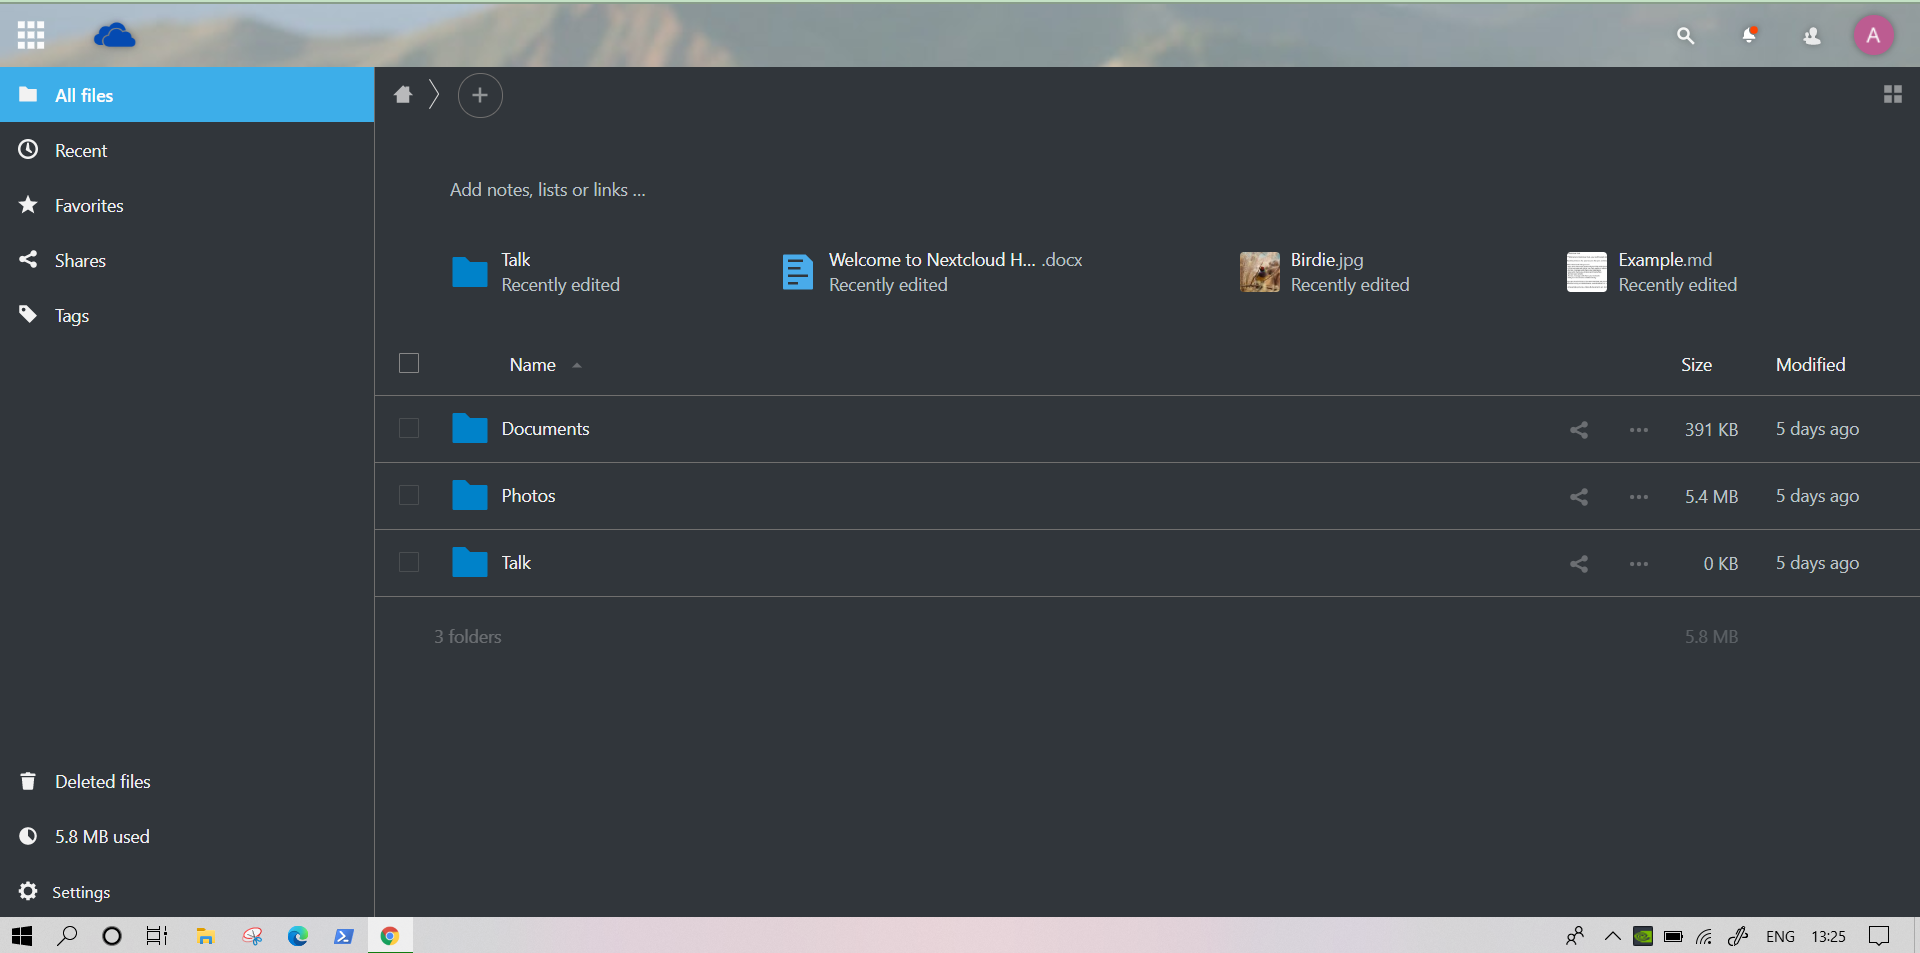 A
All files
Recent
Favorites
Shares
Tags
Add notes, lists or links ...
Talk
Recently edited
Welcome to Nextcloud H... .docx
Recently edited
Birdie.jpg
Recently edited
Example.md
Recently edited
Name Size Modified
Documents 391 KB 5 days ago
Photos 5.4 MB 5 days ago
Talk 0 KB 5 days ago
3 folders 5.8 MB
Deleted files
5.8 MB used
Settings
ENG 13:25